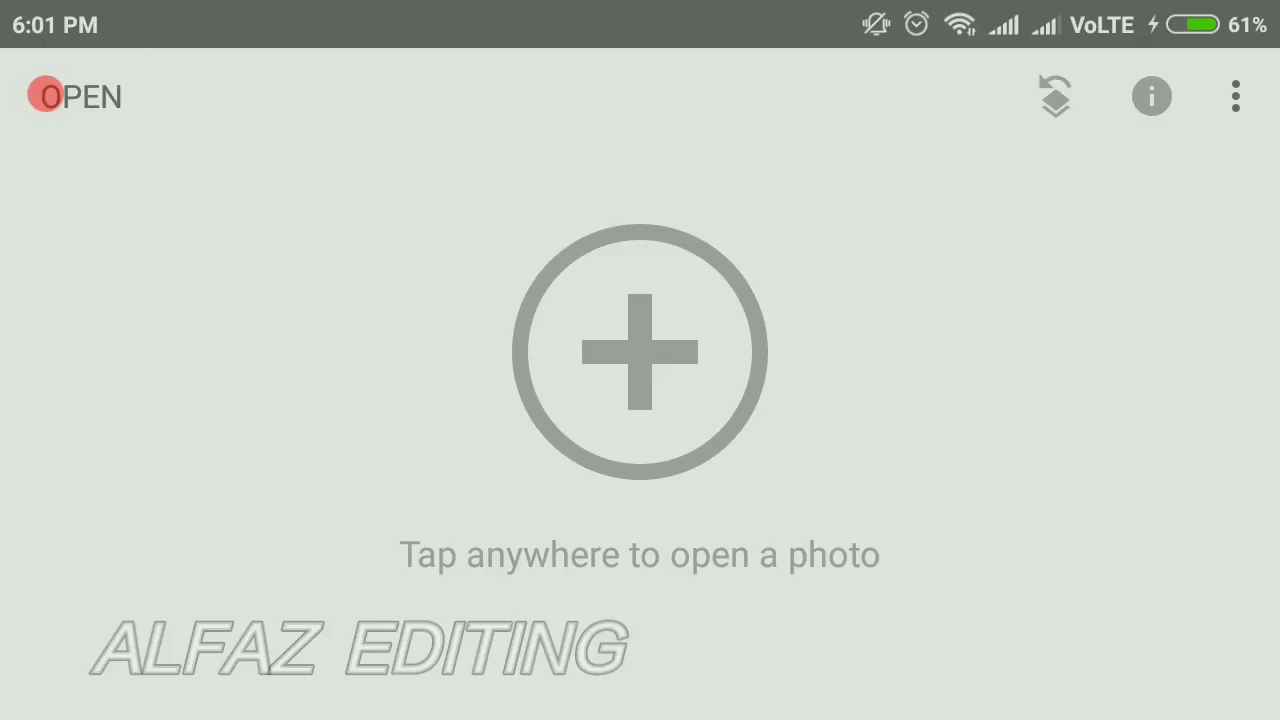 6:01 PM VoLTE 61%
OPEN
Tap anywhere to open a photo
ALFAZ EDITING